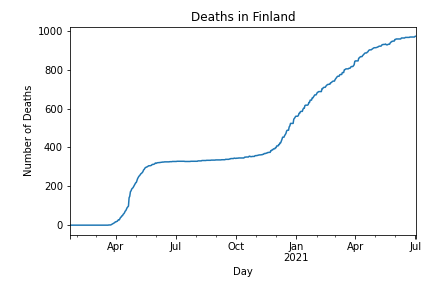 Deaths in Finland
1000
800
600
400
200
0
Number of Deaths
Apr
Jul
Oct
Jan
2021
Apr
Jul
Day